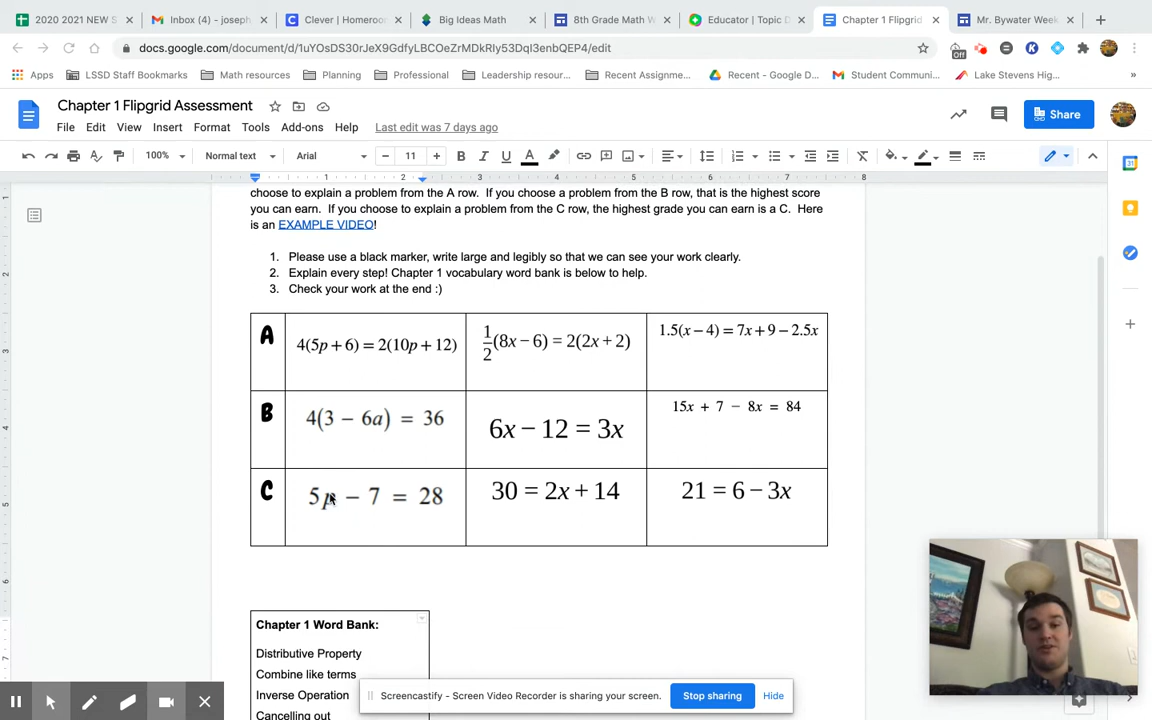 2020 2021 NEW S
Inbox (4) - joseph
Clever | Homeroon
Big Ideas Math
8th Grade Math W
Educator | Topic D
Chapter 1 Flipgrid
Mr. Bywater Week
docs.google.com/document/d/1uYOsDS30rJeX9GdfyLBCOeZrMDkRIy53DqI3enbQEP4/edit
Off
Apps
LSSD Staff Bookmarks
Math resources
Planning
Professional
Leadership resour...
Recent Assignme...
Recent - Google D...
Student Communi...
Lake Stevens Hig...
»
Chapter 1 Flipgrid Assessment
Share
File Edit View Insert Format Tools Add-ons Help Last edit was 7 days ago
100% Normal text Arial 11
1 2 3 4 5 6 7 8
choose to explain a problem from the A row. If you choose a problem from the B row, that is the highest score
you can earn. If you choose to explain a problem from the C row, the highest grade you can earn is a C. Here
is an EXAMPLE VIDEO!
1. Please use a black marker, write large and legibly so that we can see your work clearly.
2. Explain every step! Chapter 1 vocabulary word bank is below to help.
3. Check your work at the end :)
A
4(5p + 6) = 2(10p + 12)
1/2(8x − 6) = 2(2x + 2)
1.5(x − 4) = 7x + 9 − 2.5x
B
4(3 − 6a) = 36
6x − 12 = 3x
15x + 7 − 8x = 84
C
5p − 7 = 28
30 = 2x + 14
21 = 6 − 3x
Chapter 1 Word Bank:
Distributive Property
Combine like terms
Inverse Operation
Cancelling out
Screencastify - Screen Video Recorder is sharing your screen.
Stop sharing
Hide